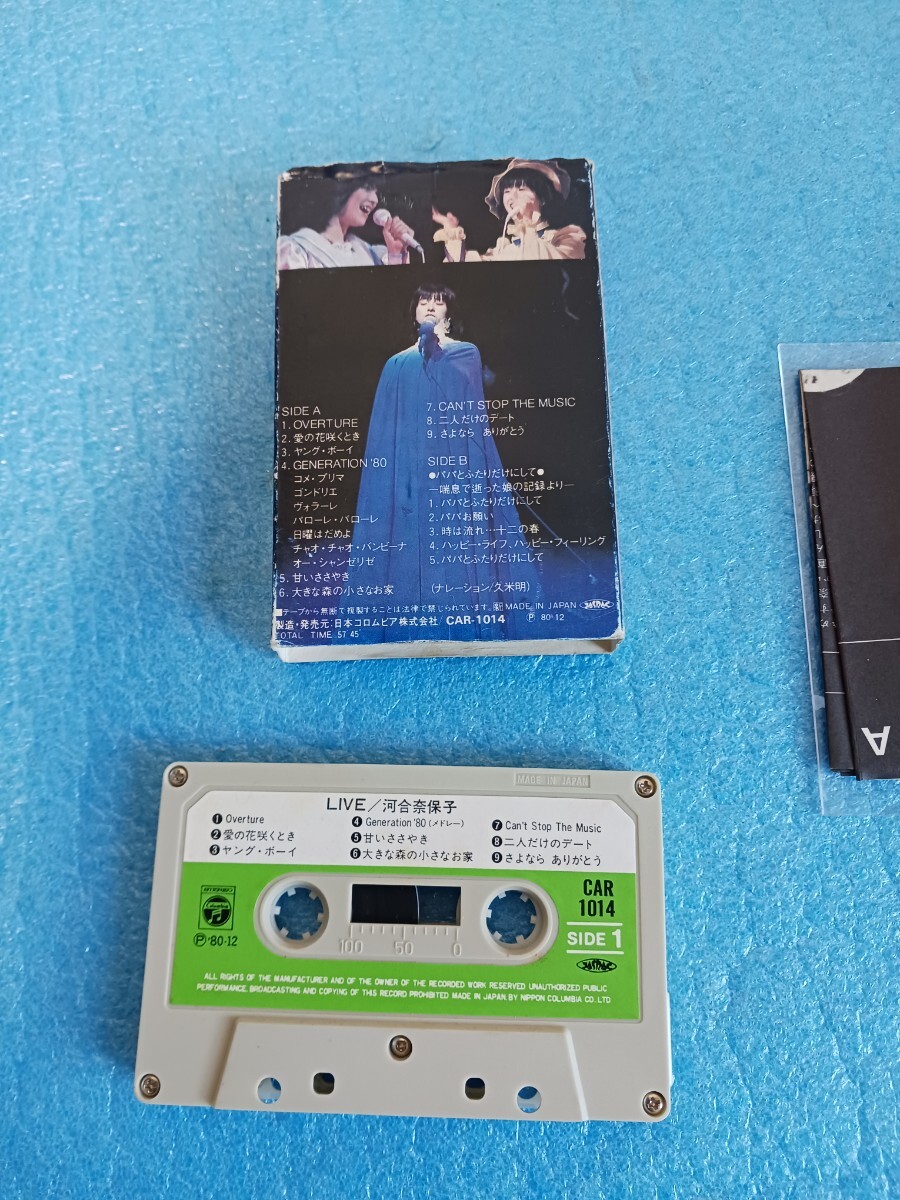 SIDE A
1. OVERTURE
2. 愛の花咲くとき
3. ヤング・ボーイ
4. GENERATION '80
コメ・プリマ
ゴンドリエ
ヴォラーレ
パローレ・パローレ
日曜はだめよ
チャオ・チャオ・バンビーナ
オー・シャンゼリゼ
5. 甘いささやき
6. 大きな森の小さなお家
7. CAN'T STOP THE MUSIC
8. 二人だけのデート
9. さよなら ありがとう
SIDE B
●パパとふたりだけにして●
―喘息で逝った娘の記録より―
1. パパとふたりだけにして
2. パパお願い
3. 時は流れ…十二の春
4. ハッピー・ライフ、ハッピー・フィーリング
5. パパとふたりだけにして
(ナレーション/久米明)
■テープから無断で複製することは法律で禁じられています。 MADE IN JAPAN
製造・発売元:日本コロムビア株式会社/ CAR-1014 Ⓟ 80・12
TOTAL TIME 57 45
A
MADE IN JAPAN
LIVE/河合奈保子
❶ Overture
❷ 愛の花咲くとき
❸ ヤング・ボーイ
❹ Generation '80 (メドレー)
❺ 甘いささやき
❻ 大きな森の小さなお家
❼ Can't Stop The Music
❽ 二人だけのデート
❾ さよなら ありがとう
Columbia
Ⓟ '80・12
100 50 0
CAR
1014
SIDE 1
ALL RIGHTS OF THE MANUFACTURER AND OF THE OWNER OF THE RECORDED WORK RESERVED UNAUTHORIZED PUBLIC
PERFORMANCE, BROADCASTING AND COPYING OF THIS RECORD PROHIBITED MADE IN JAPAN, BY NIPPON COLUMBIA CO., LTD